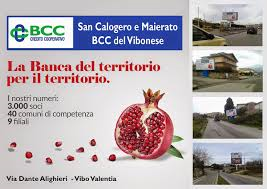 BCC
CREDITO COOPERATIVO
San Calogero e Maierato
BCC del Vibonese
La Banca del territorio
per il territorio.
I nostri numeri:
3.000 soci
40 comuni di competenza
9 filiali
Via Dante Alighieri - Vibo Valentia